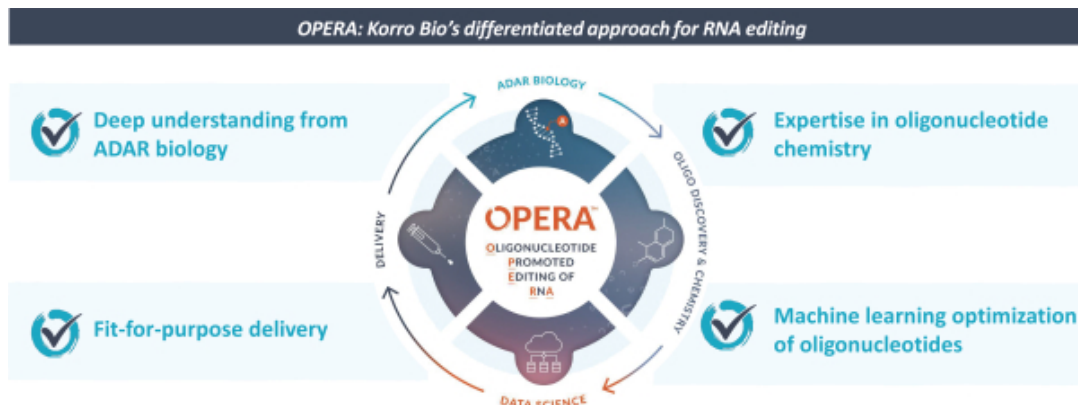 OPERA: Korro Bio's differentiated approach for RNA editing
ADAR BIOLOGY
Deep understanding from
ADAR biology
Expertise in oligonucleotide
chemistry
DELIVERY
OLIGO DISCOVERY & CHEMISTRY
OPERA™
OLIGONUCLEOTIDE
PROMOTED
EDITING OF
RNA
A
Fit-for-purpose delivery
Machine learning optimization
of oligonucleotides
DATA SCIENCE